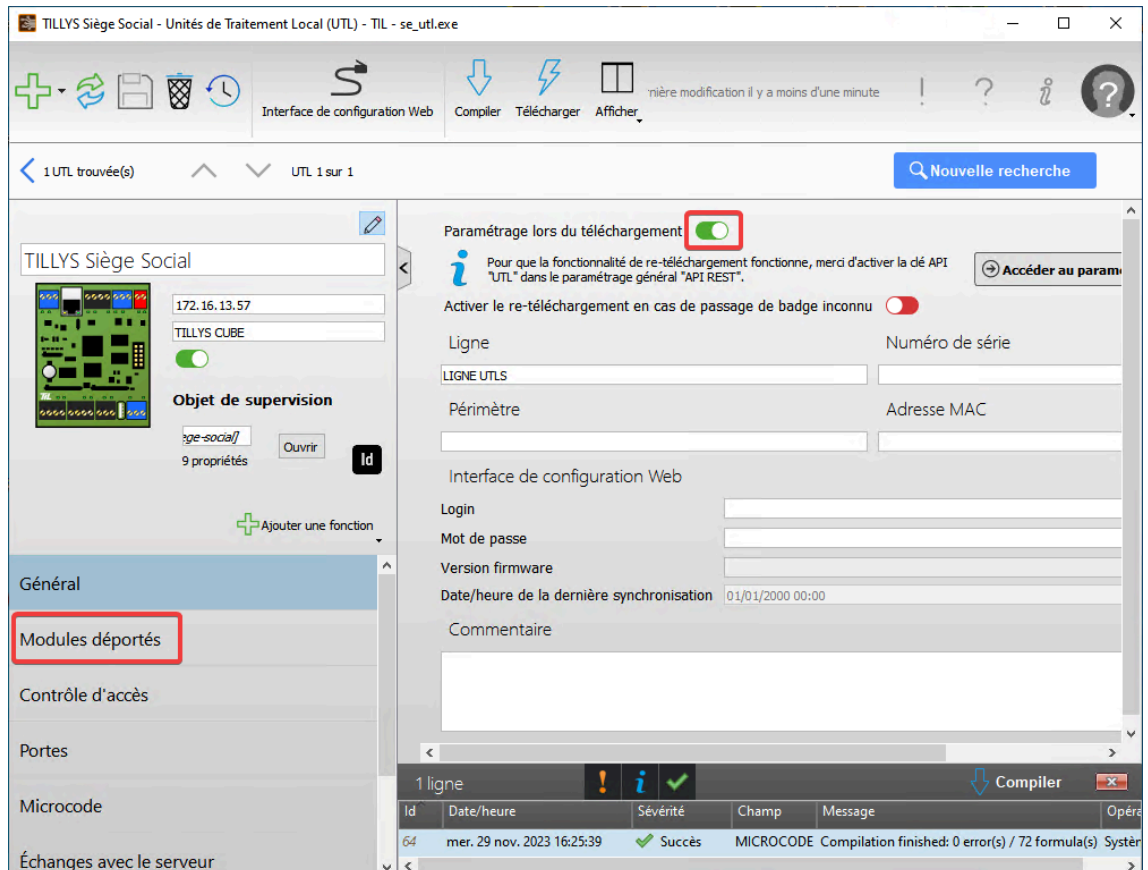 TILLYS Siège Social - Unités de Traitement Local (UTL) - TIL - se_utl.exe
Interface de configuration Web
Compiler
Télécharger
Afficher
nière modification il y a moins d'une minute
1 UTL trouvée(s)
UTL 1 sur 1
Nouvelle recherche
TILLYS Siège Social
172.16.13.57
TILLYS CUBE
Objet de supervision
ege-social]
9 propriétés
Ouvrir
Id
Ajouter une fonction
Général
Modules déportés
Contrôle d'accès
Portes
Microcode
Échanges avec le serveur
Paramétrage lors du téléchargement
Pour que la fonctionnalité de re-téléchargement fonctionne, merci d'activer la clé API
"UTL" dans le paramétrage général "API REST".
Accéder au param
Activer le re-téléchargement en cas de passage de badge inconnu
Ligne
Numéro de série
LIGNE UTLS
Périmètre
Adresse MAC
Interface de configuration Web
Login
Mot de passe
Version firmware
Date/heure de la dernière synchronisation 01/01/2000 00:00
Commentaire
1 ligne
Compiler
Id Date/heure Sévérité Champ Message Opéra
64 mer. 29 nov. 2023 16:25:39 Succès MICROCODE Compilation finished: 0 error(s) / 72 formula(s) Systèr